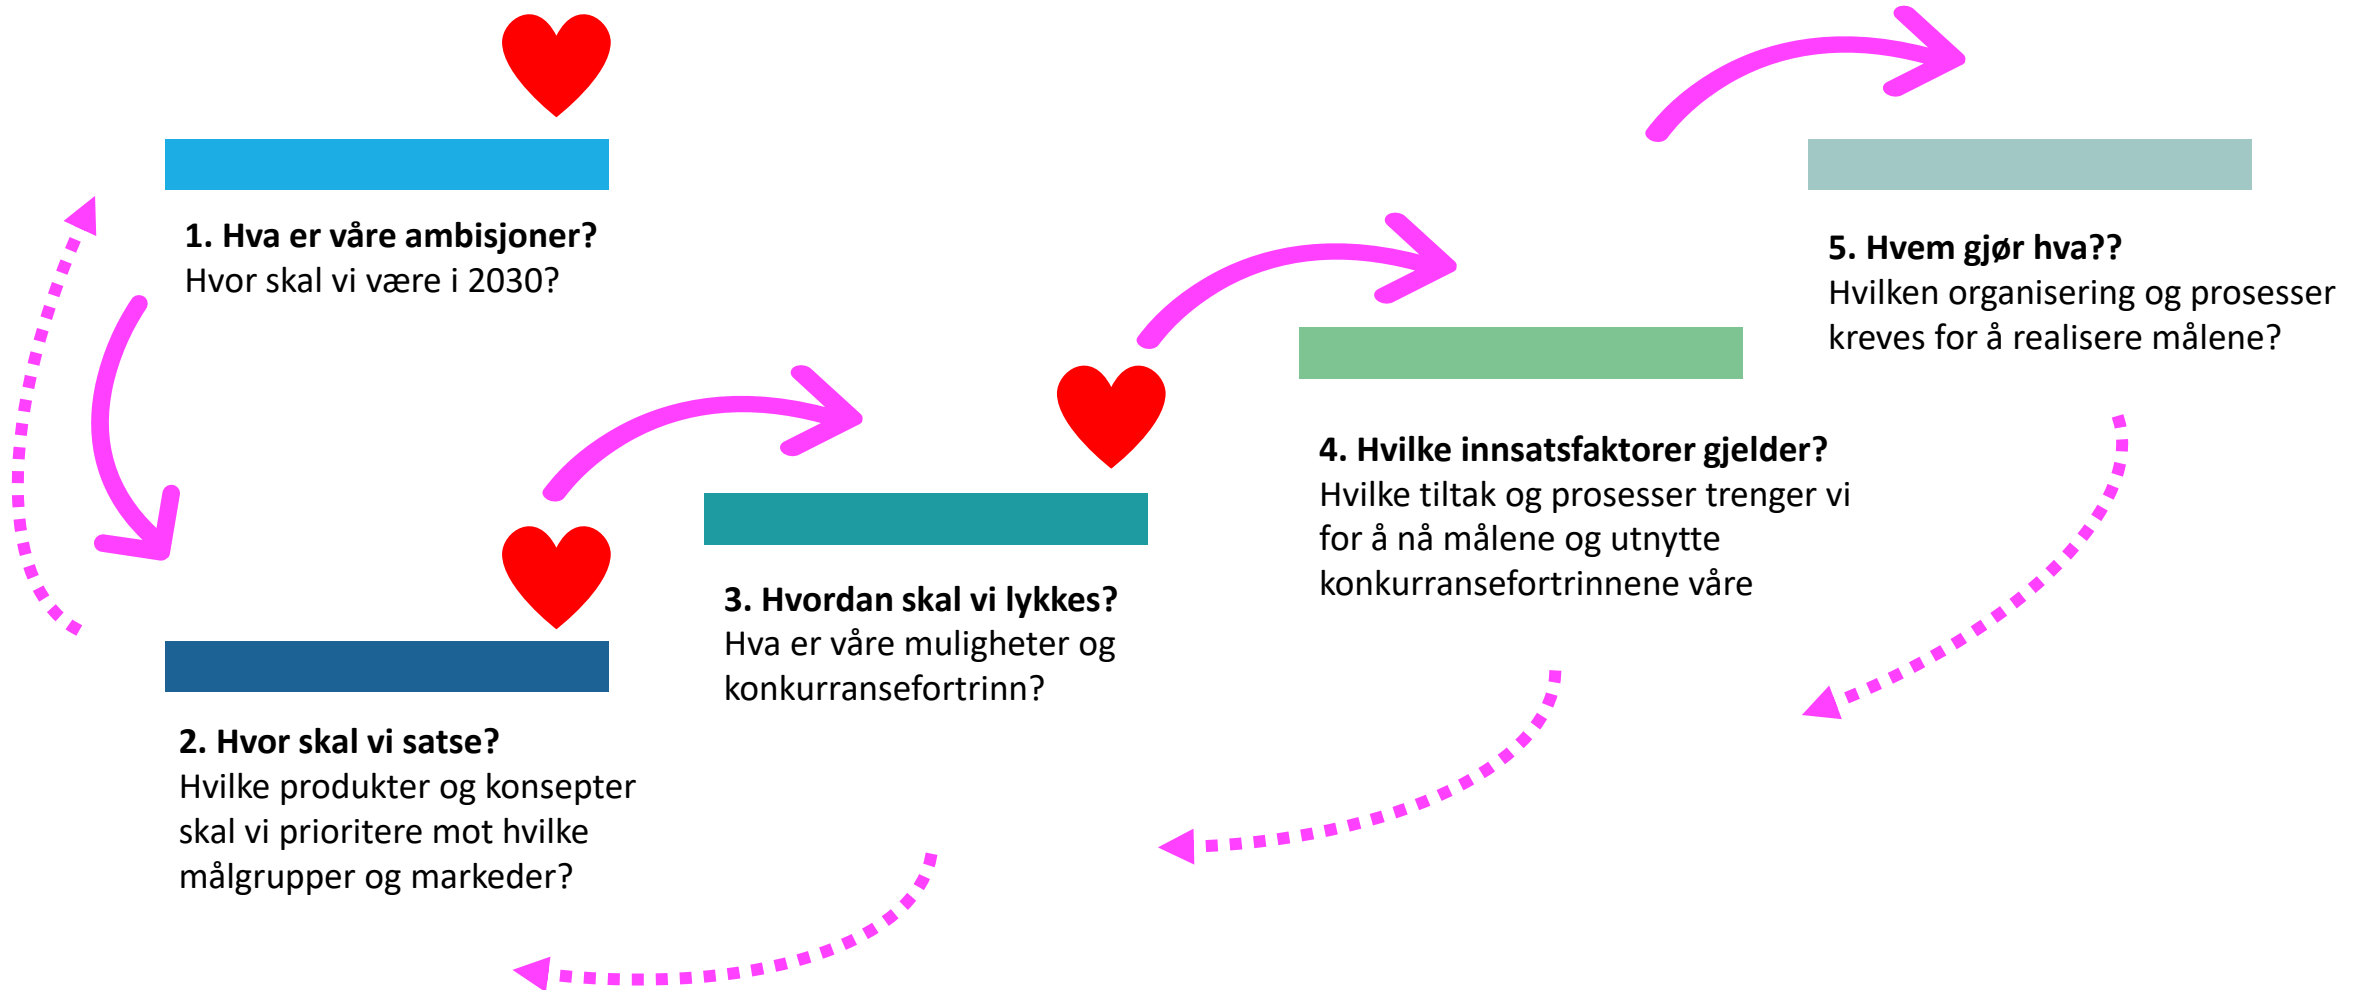 1. Hva er våre ambisjoner?
Hvor skal vi være i 2030?
2. Hvor skal vi satse?
Hvilke produkter og konsepter
skal vi prioritere mot hvilke
målgrupper og markeder?
3. Hvordan skal vi lykkes?
Hva er våre muligheter og
konkurransefortrinn?
4. Hvilke innsatsfaktorer gjelder?
Hvilke tiltak og prosesser trenger vi
for å nå målene og utnytte
konkurransefortrinnene våre
5. Hvem gjør hva??
Hvilken organisering og prosesser
kreves for å realisere målene?